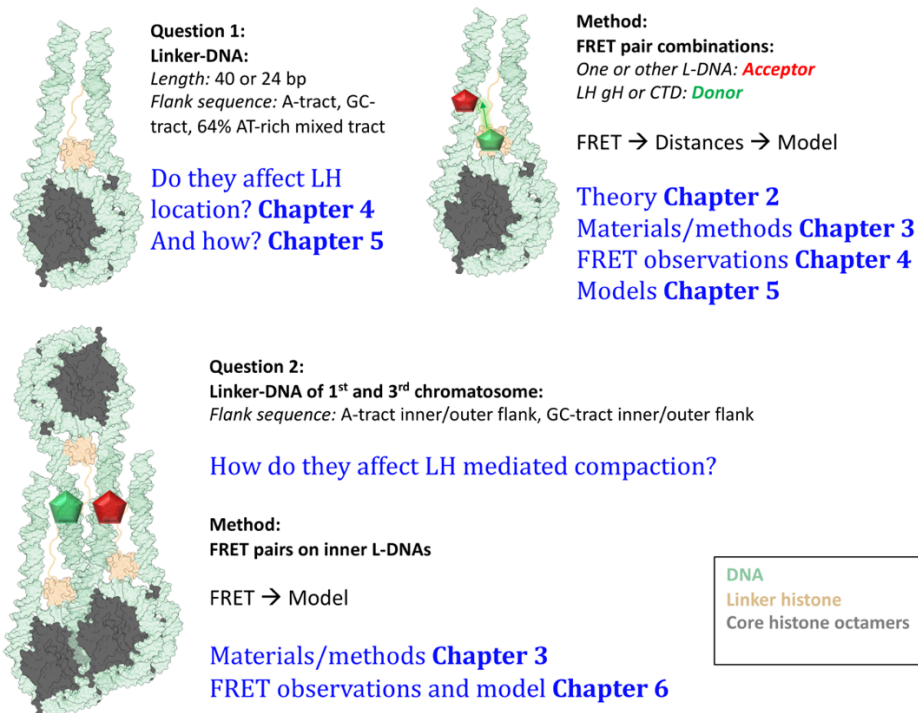 Question 1:
Linker-DNA:
Length: 40 or 24 bp
Flank sequence: A-tract, GC-
tract, 64% AT-rich mixed tract
Do they affect LH
location? Chapter 4
And how? Chapter 5
Method:
FRET pair combinations:
One or other L-DNA: Acceptor
LH gH or CTD: Donor
FRET → Distances → Model
Theory Chapter 2
Materials/methods Chapter 3
FRET observations Chapter 4
Models Chapter 5
Question 2:
Linker-DNA of 1st and 3rd chromatosome:
Flank sequence: A-tract inner/outer flank, GC-tract inner/outer flank
How do they affect LH mediated compaction?
Method:
FRET pairs on inner L-DNAs
FRET → Model
Materials/methods Chapter 3
FRET observations and model Chapter 6
DNA
Linker histone
Core histone octamers